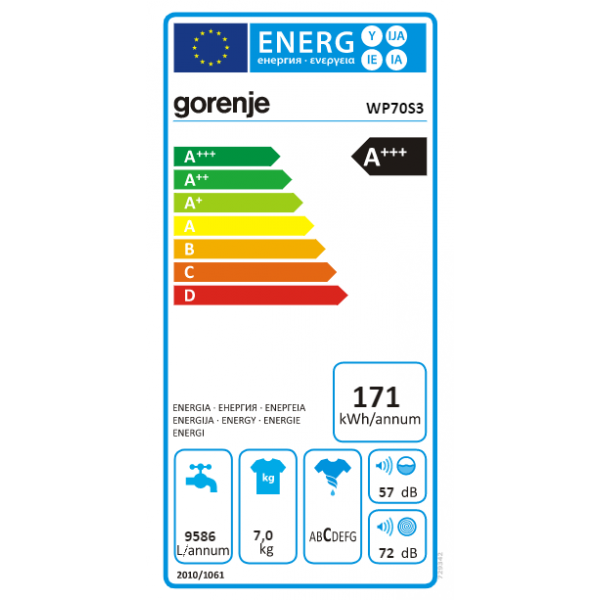 ENERG Y IJA
IE IA
енергия · ενεργεια
gorenje WP70S3
A+++ A+++
A++
A+
A
B
C
D
171
kWh/annum
ENERGIA · ЕНЕРГИЯ · ΕΝΕΡΓΕΙΑ
ENERGIJA · ENERGY · ENERGIE
ENERGI
kg
57 dB
9586
L/annum
7,0
kg
ABCDEFG
72 dB
2010/1061